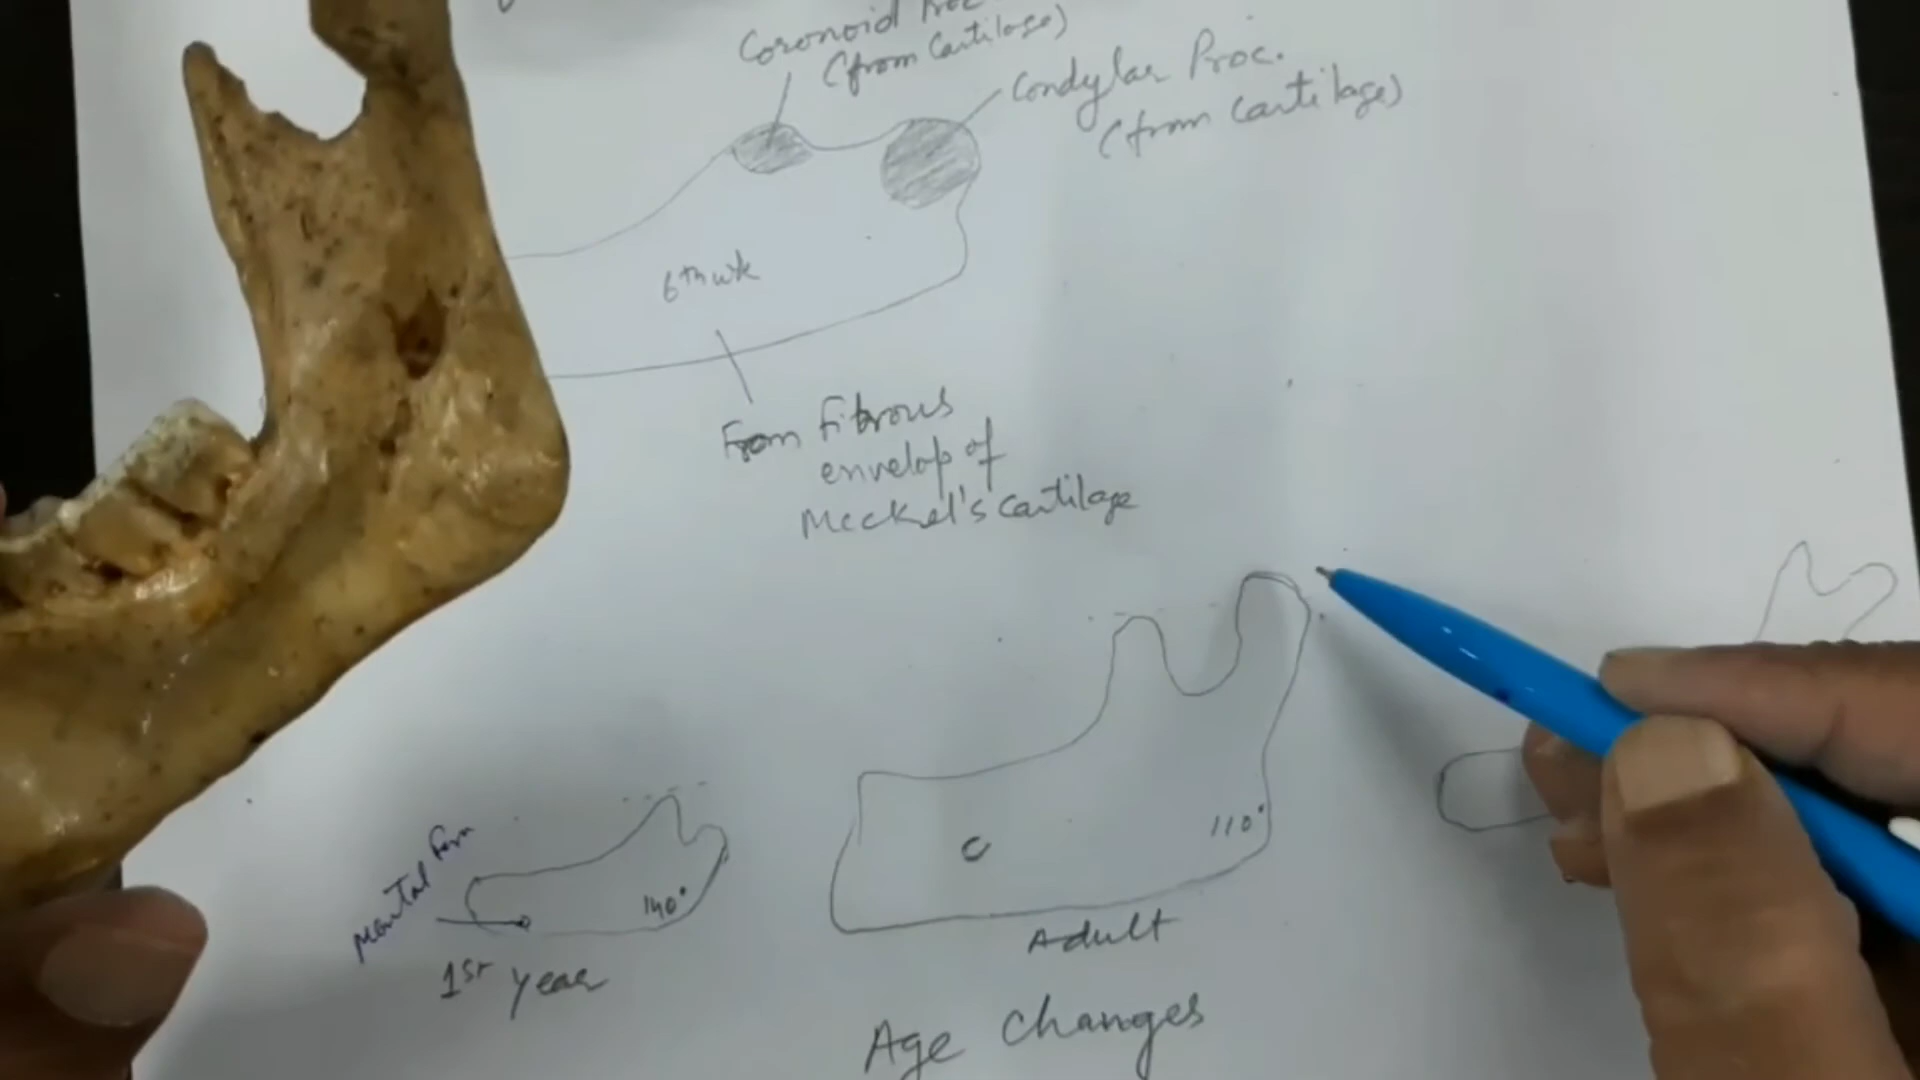 Coronoid Proc
(from Cartilage)
Condylar Proc.
(from Cartilage)
6th wk
From Fibrous
envelop of
Meckel's cartilage
Mental Form
140°
1st year
110°
Adult
Age Changes